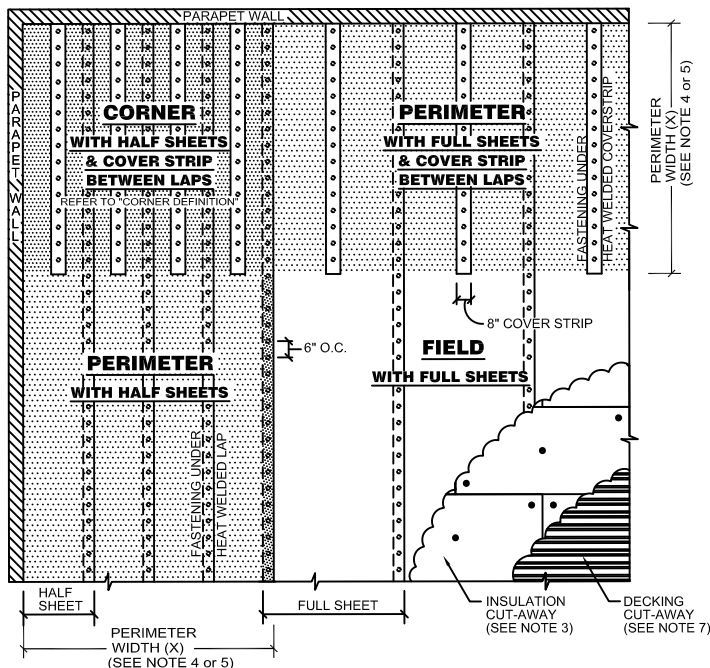 PARAPET WALL
PARAPET WALL
CORNER
WITH HALF SHEETS
& COVER STRIP
BETWEEN LAPS
REFER TO "CORNER DEFINITION"
PERIMETER
WITH FULL SHEETS
& COVER STRIP
BETWEEN LAPS
FASTENING UNDER
HEAT WELDED COVERSTRIP
PERIMETER
WIDTH (X)
(SEE NOTE 4 or 5)
8" COVER STRIP
6" O.C.
PERIMETER
WITH HALF SHEETS
FIELD
WITH FULL SHEETS
FASTENING UNDER
HEAT WELDED LAP
HALF
SHEET
FULL SHEET
INSULATION
CUT-AWAY
(SEE NOTE 3)
DECKING
CUT-AWAY
(SEE NOTE 7)
PERIMETER
WIDTH (X)
(SEE NOTE 4 or 5)